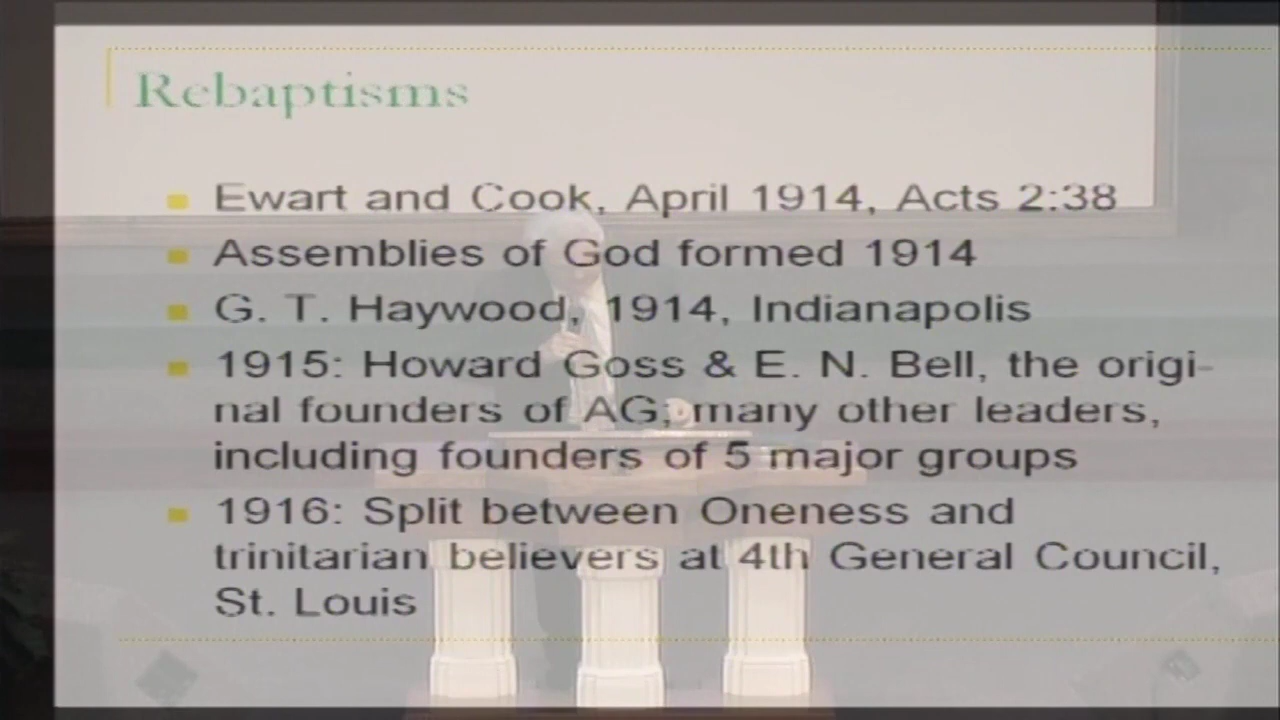 Rebaptisms
Ewart and Cook, April 1914, Acts 2:38
Assemblies of God formed 1914
G. T. Haywood, 1914, Indianapolis
1915: Howard Goss & E. N. Bell, the origi-
nal founders of AG; many other leaders,
including founders of 5 major groups
1916: Split between Oneness and
trinitarian believers at 4th General Council,
St. Louis